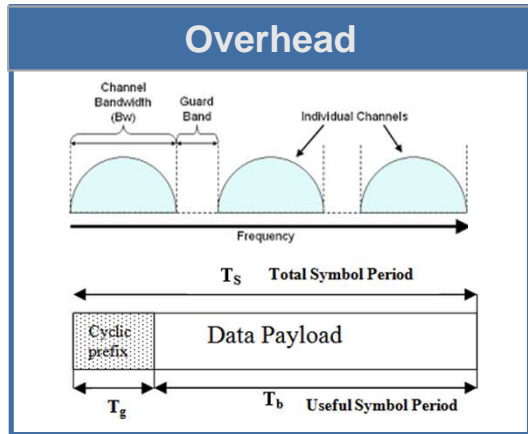 Overhead
Channel
Bandwidth
(Bw)
Guard
Band
Individual Channels
Frequency
TS Total Symbol Period
Cyclic
prefix
Data Payload
Tg
Tb Useful Symbol Period